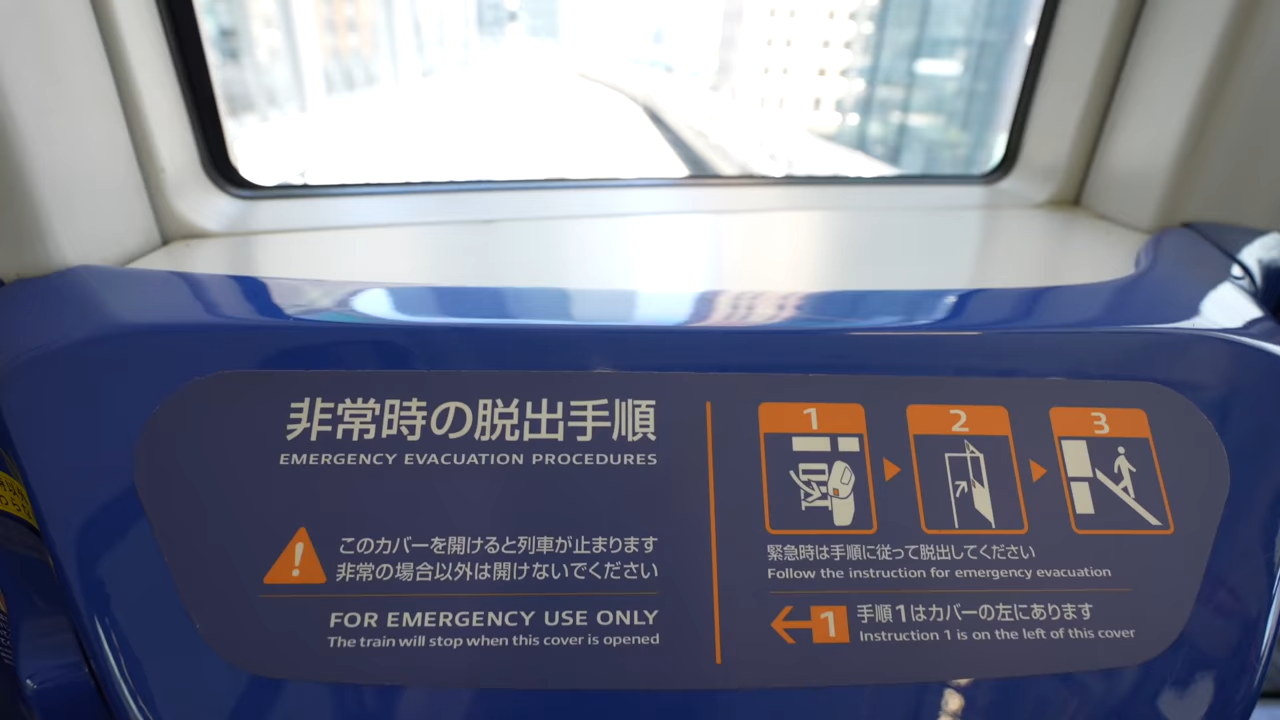 非常時の脱出手順
EMERGENCY EVACUATION PROCEDURES
このカバーを開けると列車が止まります
非常の場合以外は開けないでください
FOR EMERGENCY USE ONLY
The train will stop when this cover is opened
1
2
3
緊急時は手順に従って脱出してください
Follow the instruction for emergency evacuation
1
手順1はカバーの左にあります
Instruction 1 is on the left of this cover